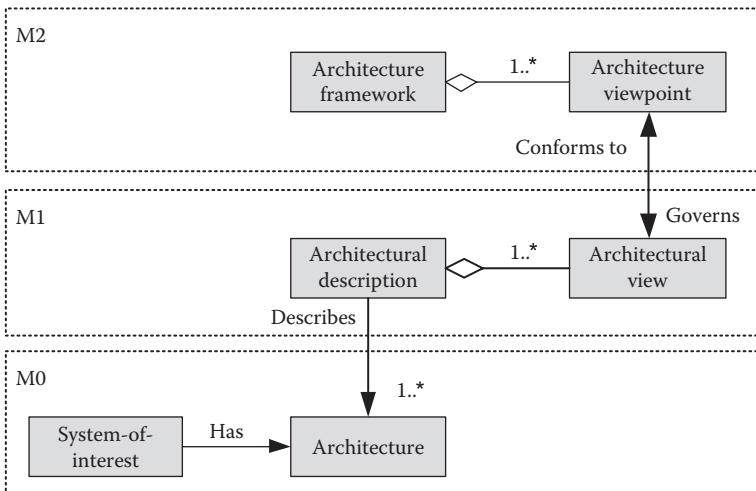 M2
Architecture
framework
1..*
Architecture
viewpoint
Conforms to
Governs
M1
Architectural
description
1..*
Architectural
view
Describes
M0
1..*
System-of-
interest
Has
Architecture